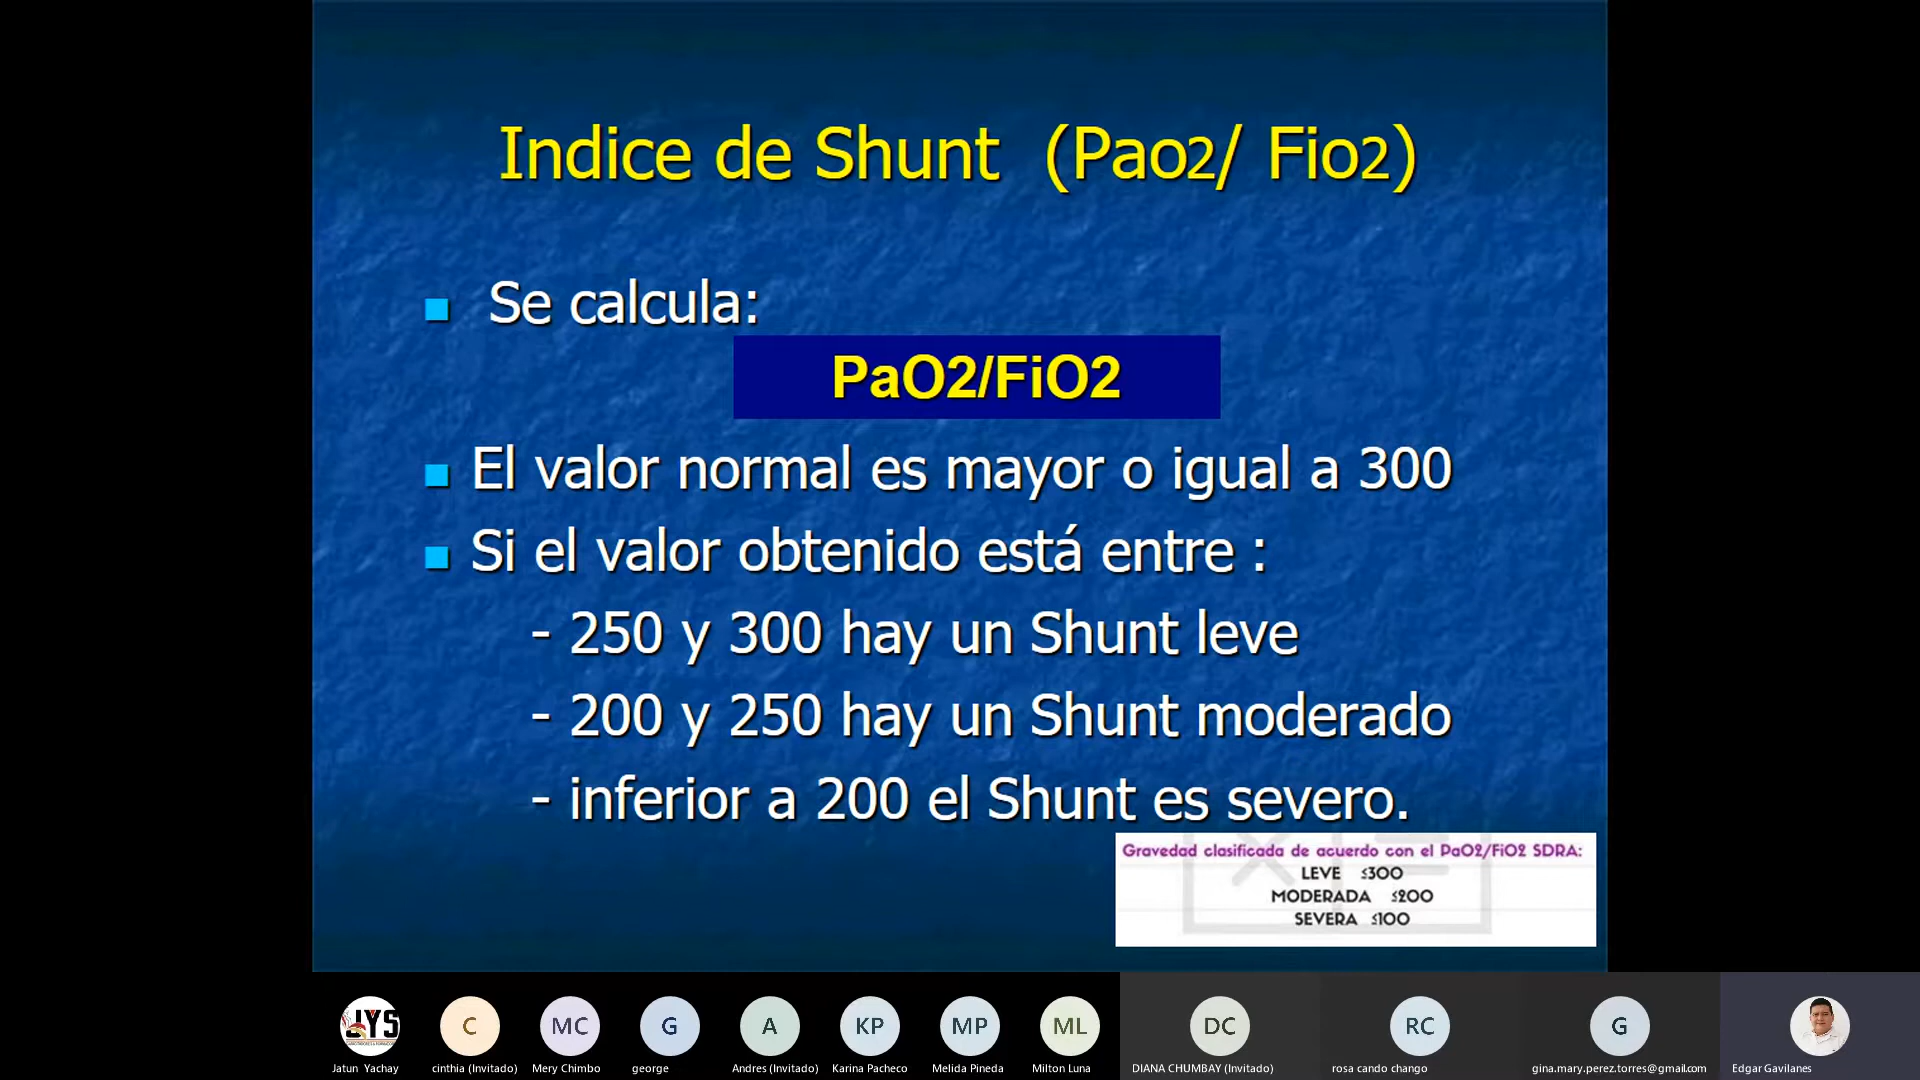 Indice de Shunt (Pao2/ Fio2)
Se calcula:
PaO2/FiO2
El valor normal es mayor o igual a 300
Si el valor obtenido está entre :
- 250 y 300 hay un Shunt leve
- 200 y 250 hay un Shunt moderado
- inferior a 200 el Shunt es severo.
Gravedad clasificada de acuerdo con el PaO2/FiO2 SDRA:
LEVE ≤300
MODERADA ≤200
SEVERA ≤100
JYS
C
MC
G
A
KP
MP
ML
DC
RC
G
Jatun Yachay
cinthia (Invitado)
Mery Chimbo
george
Andres (Invitado)
Karina Pacheco
Melida Pineda
Milton Luna
DIANA CHUMBAY (Invitado)
rosa cando chango
gina.mary.perez.torres@gmail.com
Edgar Gavilanes